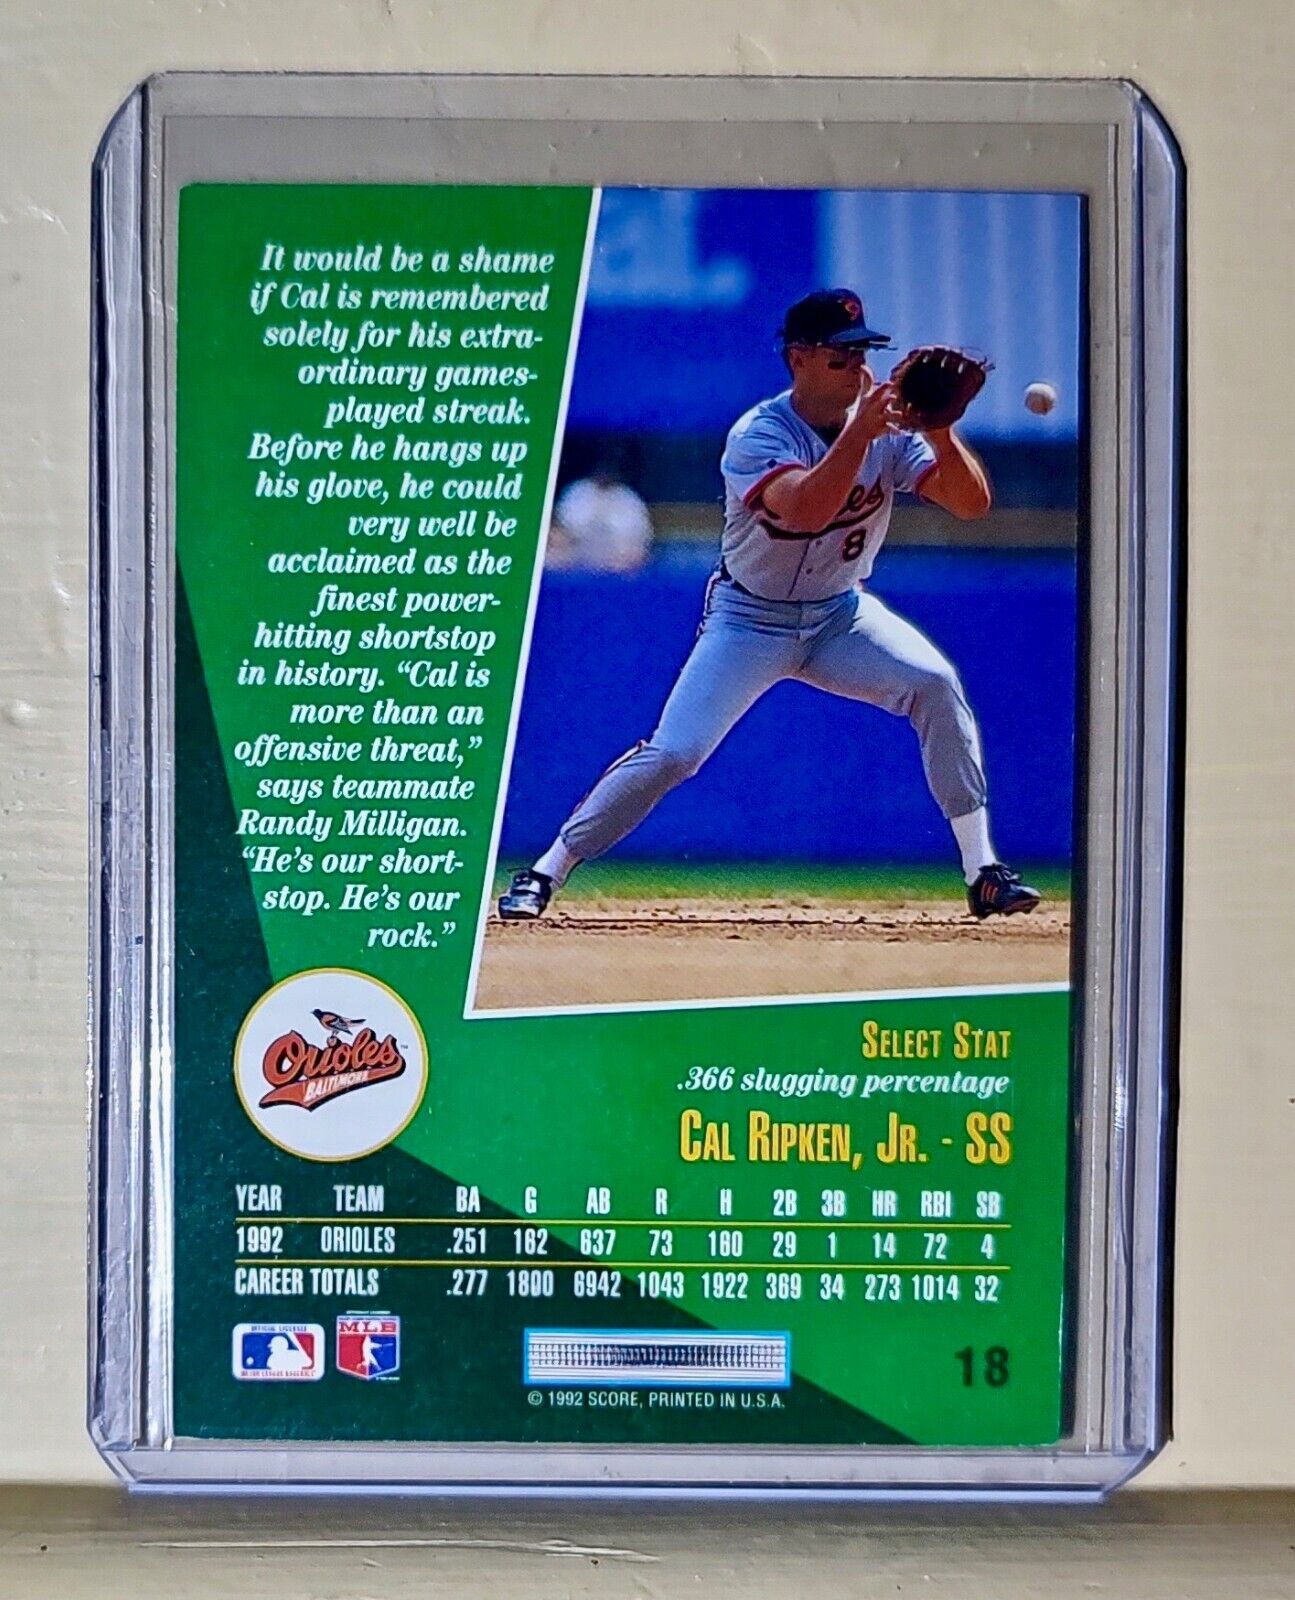 It would be a shame
if Cal is remembered
solely for his extra-
ordinary games-
played streak.
Before he hangs up
his glove, he could
very well be
acclaimed as the
finest power-
hitting shortstop
in history. “Cal is
more than an
offensive threat,”
says teammate
Randy Milligan.
“He’s our short-
stop. He’s our
rock.”
Orioles
BALTIMORE
8
SELECT STAT
.366 slugging percentage
CAL RIPKEN, JR. - SS
YEAR TEAM BA G AB R H 2B 3B HR RBI SB
1992 ORIOLES .251 162 637 73 160 29 1 14 72 4
CAREER TOTALS .277 1800 6942 1043 1922 369 34 273 1014 32
MLB
18
© 1992 SCORE, PRINTED IN U.S.A.